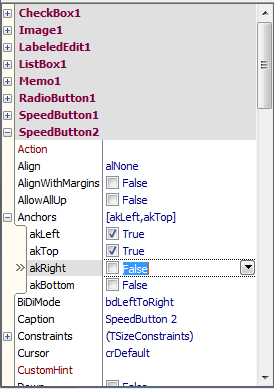 CheckBox1
Image1
LabeledEdit1
ListBox1
Memo1
RadioButton1
SpeedButton1
SpeedButton2
Action
Align alNone
AlignWithMargins False
AllowAllUp False
Anchors [akLeft,akTop]
akLeft True
akTop True
akRight False
akBottom False
BiDiMode bdLeftToRight
Caption SpeedButton 2
Constraints (TSizeConstraints)
Cursor crDefault
CustomHint
Down False